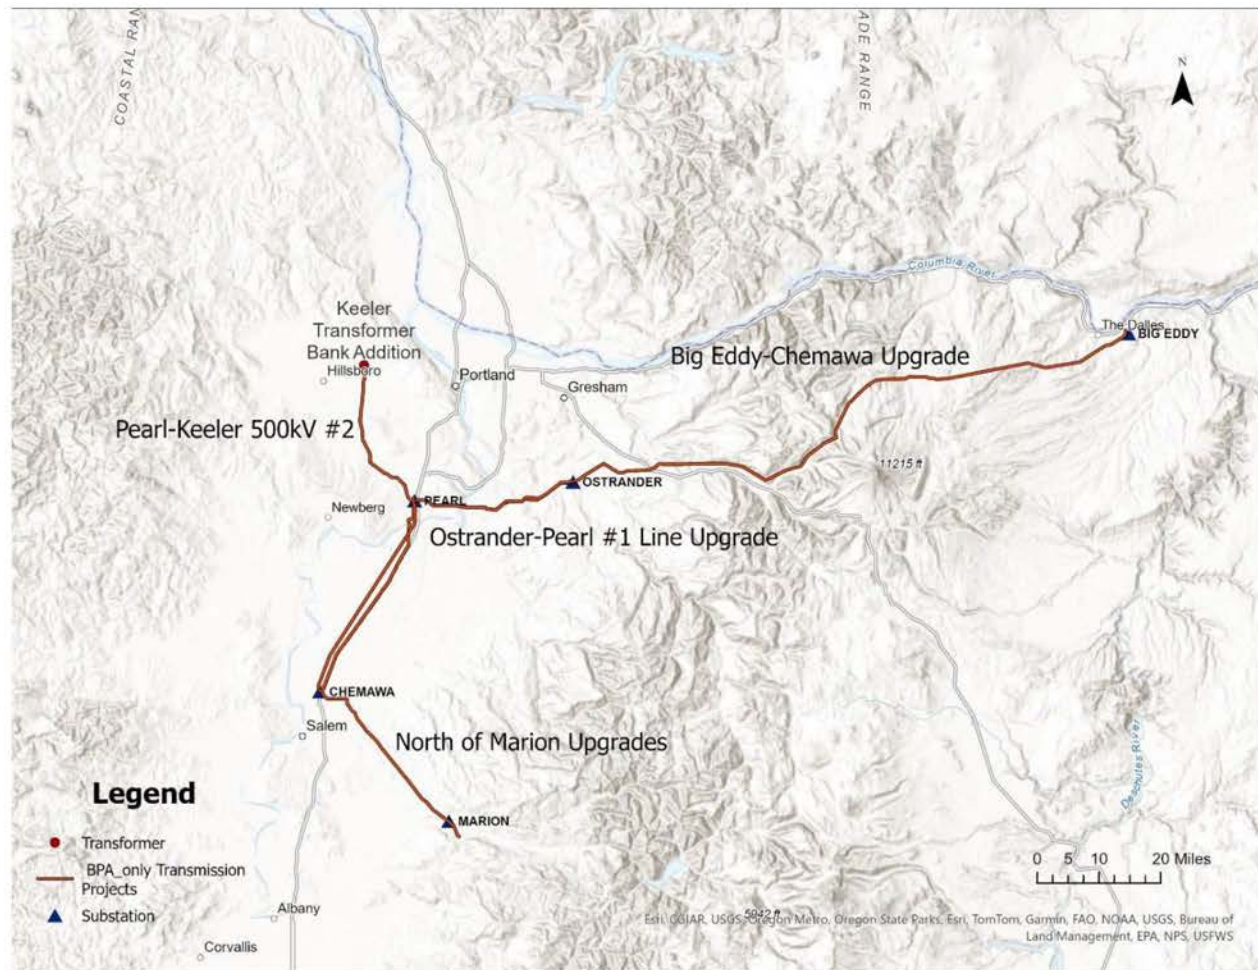 COASTAL RAN
ADE RANGE
N
Columbia River
Keeler
Transformer
Bank Addition
Hillsboro
Portland
Gresham
The Dalles
BIG EDDY
Big Eddy-Chemawa Upgrade
Pearl-Keeler 500kV #2
11215 ft
OSTRANDER
PEARL
Newberg
Ostrander-Pearl #1 Line Upgrade
CHEMAWA
Salem
North of Marion Upgrades
Deschutes River
MARION
Legend
Transformer
BPA_only Transmission
Projects
Substation
0 5 10 20 Miles
Albany
Corvallis
5942 ft
Esri, CGIAR, USGS, Oregon Metro, Oregon State Parks, Esri, TomTom, Garmin, FAO, NOAA, USGS, Bureau of
Land Management, EPA, NPS, USFWS